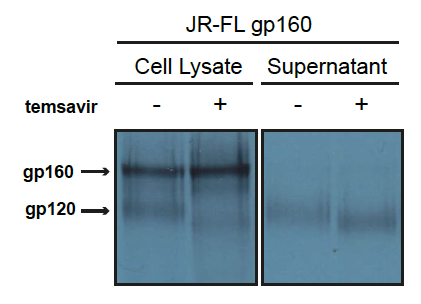 JR-FL gp160
Cell Lysate Supernatant
temsavir - + - +
gp160
gp120